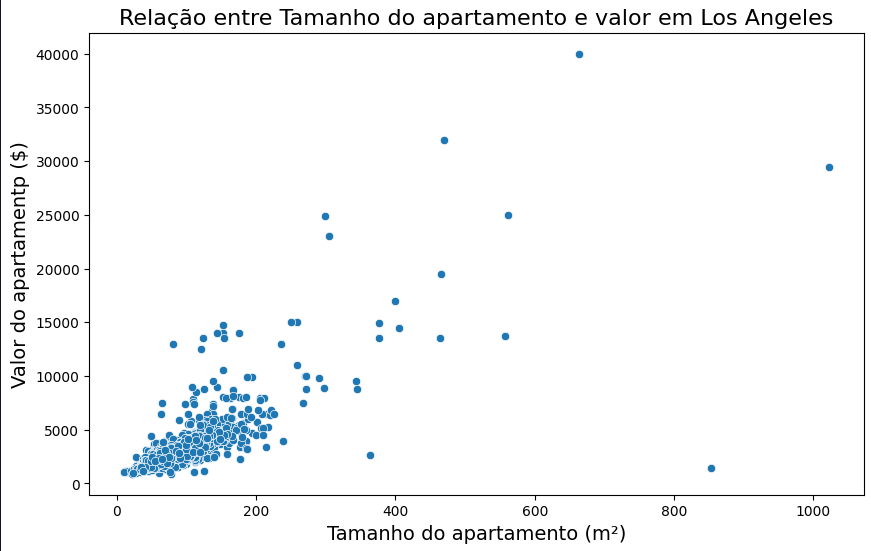 Relação entre Tamanho do apartamento e valor em Los Angeles
Valor do apartamentp ($)
40000
35000
30000
25000
20000
15000
10000
5000
0
0 200 400 600 800 1000
Tamanho do apartamento (m²)